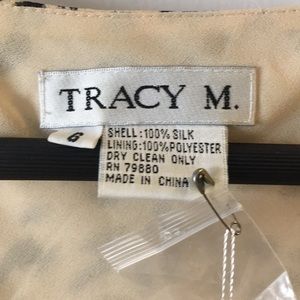 TRACY M.
6
SHELL:100% SILK
LINING:100%POLYESTER
DRY CLEAN ONLY
RN 79880
MADE IN CHINA